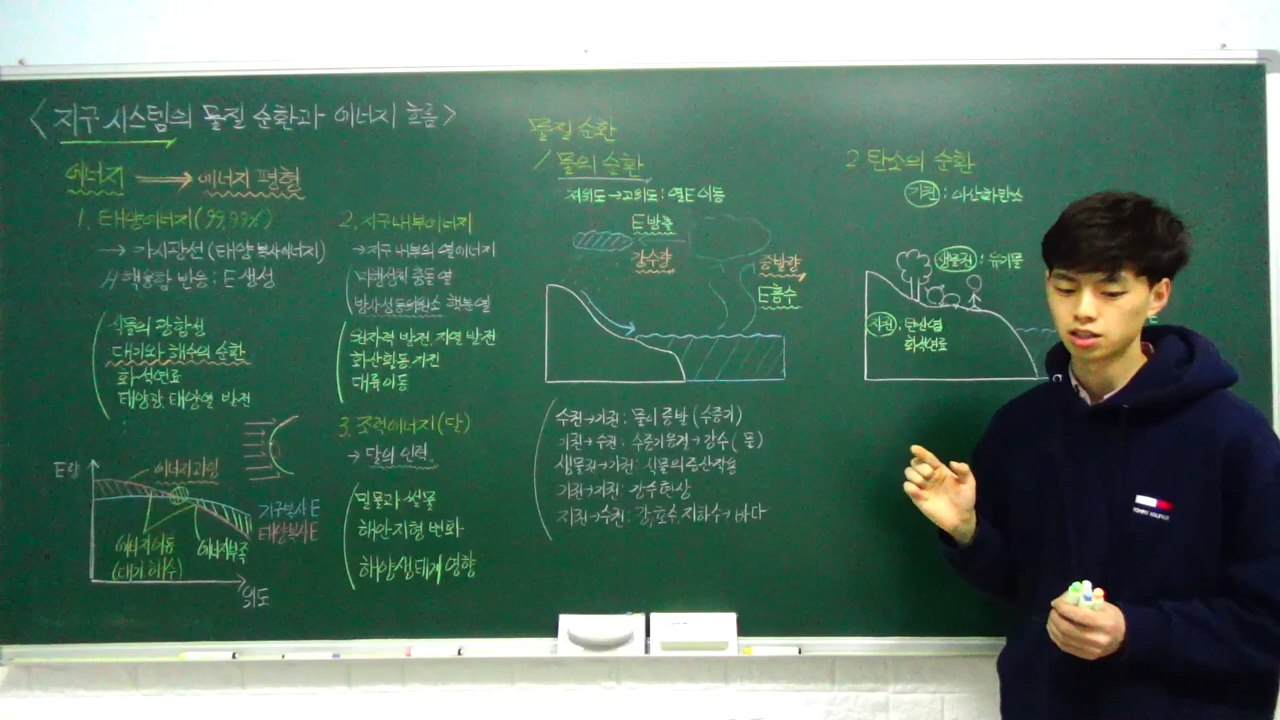 <지구시스템의 물질 순환과 에너지 흐름>
에너지 → 에너지 평형
1. 태양에너지(99.99%)
→ 가시광선 (태양복사에너지)
H 핵융합 반응 : E 생성
식물의 광합성
대기와 해수의 순환
화석연료
태양광, 태양열 발전
E량
에너지과잉
지구복사 E
태양복사 E
에너지이동
(대기, 해수)
에너지부족
위도
2. 지구내부에너지
→ 지구 내부의 열에너지
미행성체 충돌 열
방사성동위원소 핵분열
원자력 발전, 지열 발전
화산활동, 지진
대륙이동
3. 조력에너지(달)
→ 달의 인력
밀물과 썰물
해안지형 변화
해양생태계 영향
물질 순환
1 물의 순환
저위도→고위도 : 열E 이동
E방출
강수량
증발량
E흡수
수권→기권 : 물이 증발 (수증기)
기권→수권 : 수증기응결→강수 (물)
생물권→기권 : 식물의 증산작용
기권→지권 : 강수현상
지권→수권 : 강, 호수, 지하수→바다
2 탄소의 순환
기권 : 이산화탄소
생물권 : 유기물
지권 : 탄산염
화석연료
TOMMY HILFIGER